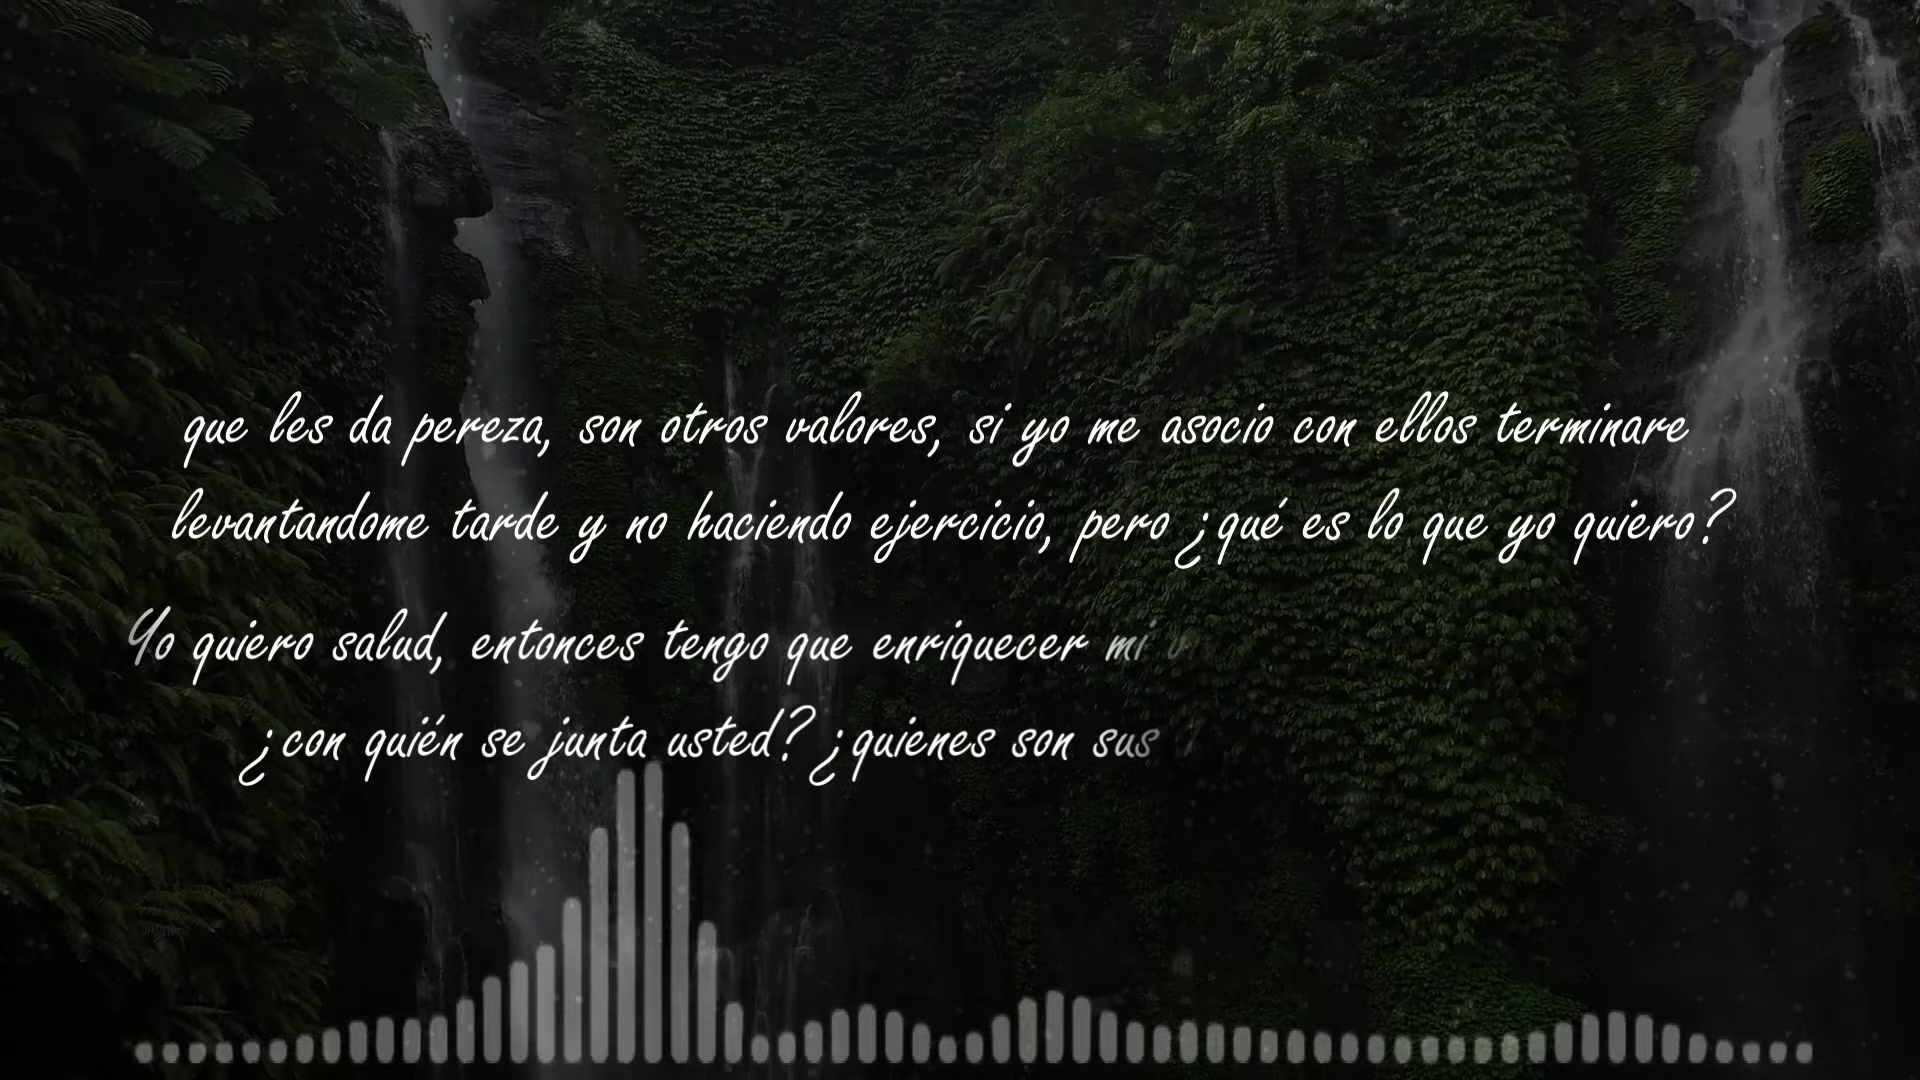 que les da pereza, son otros valores, si yo me asocio con ellos terminare
levantandome tarde y no haciendo ejercicio, pero ¿qué es lo que yo quiero?
Yo quiero salud, entonces tengo que enriquecer mi
¿con quién se junta usted? ¿quienes son sus